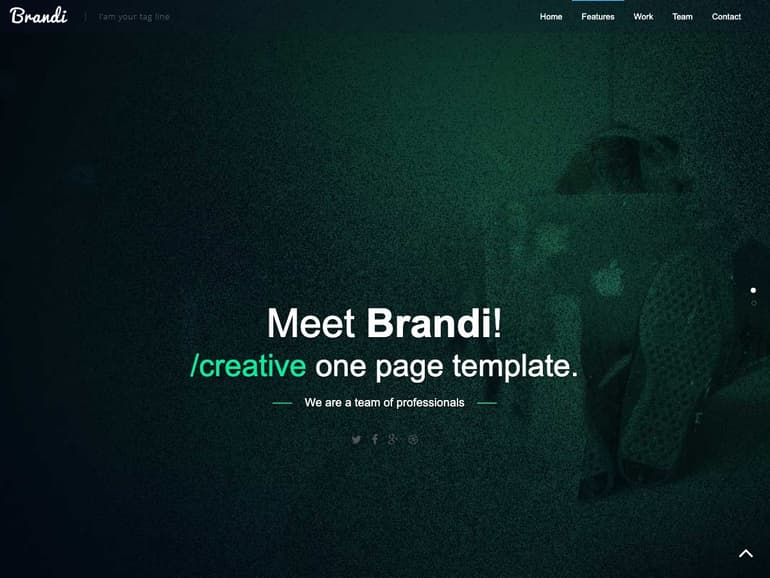 Brandi
I'am your tag line
Home Features Work Team Contact
Meet Brandi!
/creative one page template.
We are a team of professionals